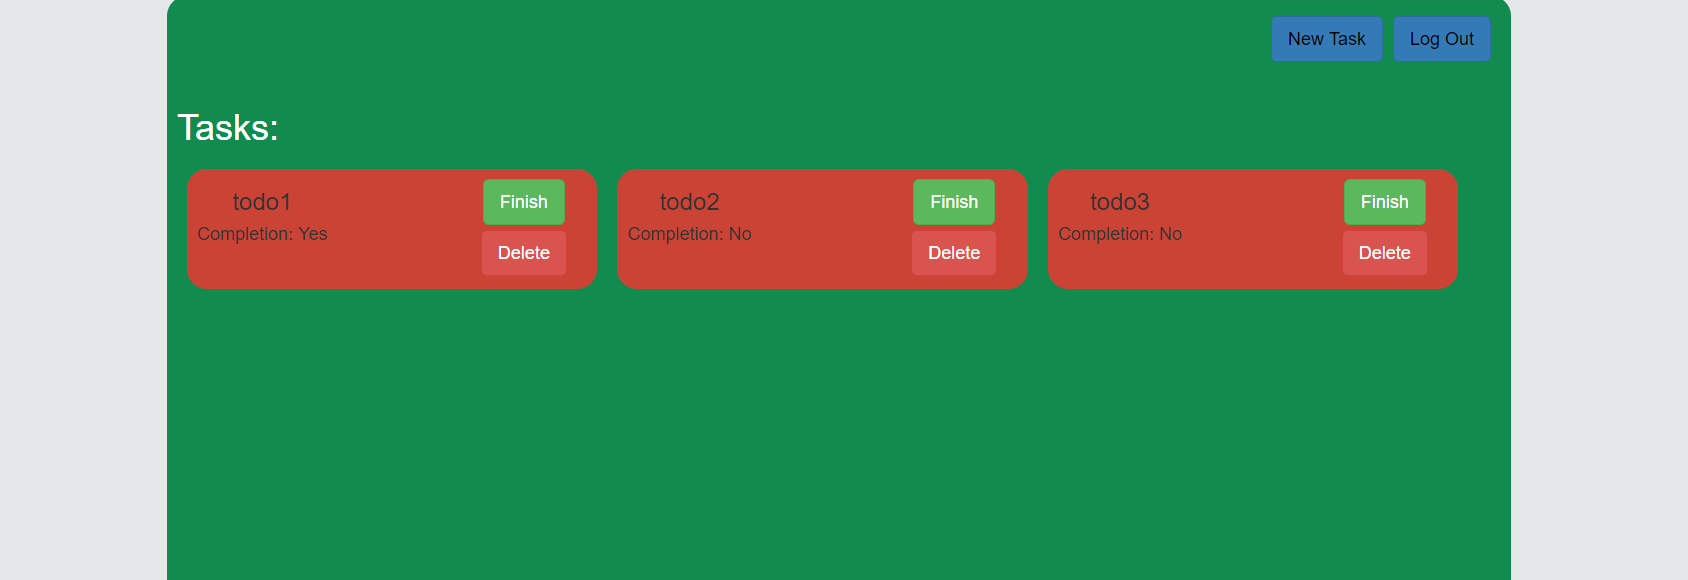 New Task Log Out
Tasks:
todo1 Finish
Completion: Yes
Delete
todo2 Finish
Completion: No
Delete
todo3 Finish
Completion: No
Delete